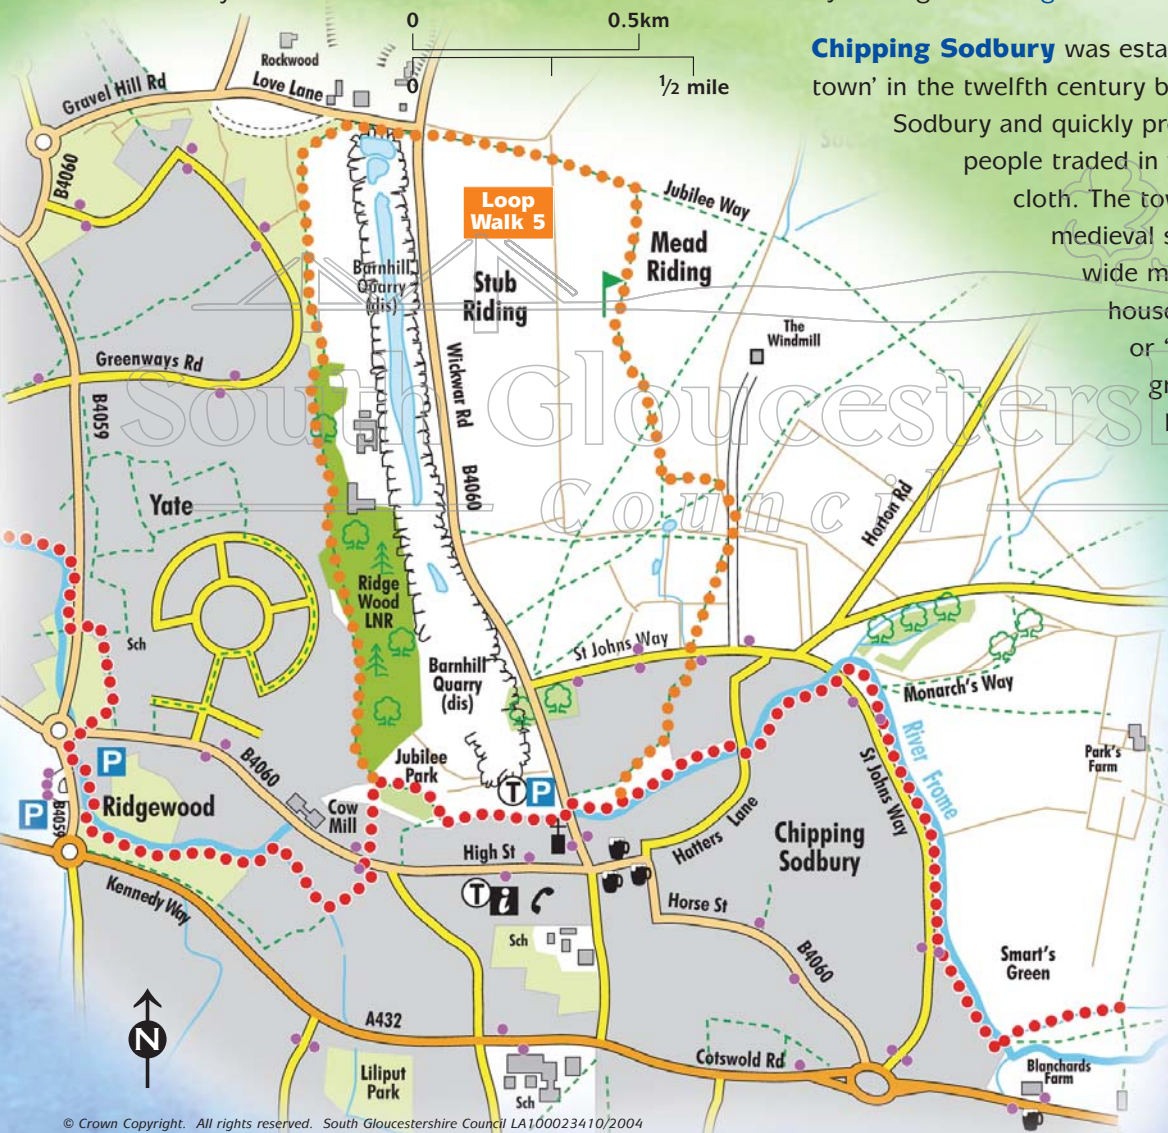 0 0.5km
0 ½ mile
Chipping Sodbury was esta
town' in the twelfth century b
Sodbury and quickly pr
people traded in
cloth. The tov
medieval s
wide m
house
or ‘
gr
Rockwood
Gravel Hill Rd
Love Lane
B4060
Loop
Walk 5
Jubilee Way
Mead
Riding
Barnhill
Quarry
(dis)
Stub
Riding
The
Windmill
Greenways Rd
Wickwar Rd
B4059
South Gloucestersh
Council
B4060
Yate
Horton Rd
Ridge
Wood
LNR
Sch
St Johns Way
Barnhill
Quarry
(dis)
Monarch's Way
River Frome
Park's
Farm
P
B4060
Jubilee
Park
T P
St Johns Way
P
B4059
Ridgewood
Cow
Mill
Hatters Lane
Chipping
Sodbury
High St
Kennedy Way
T i
Horse St
Sch
B4060
Smart's
Green
N
A432
Cotswold Rd
Liliput
Park
Blanchards
Farm
Sch
© Crown Copyright. All rights reserved. South Gloucestershire Council LA100023410/2004